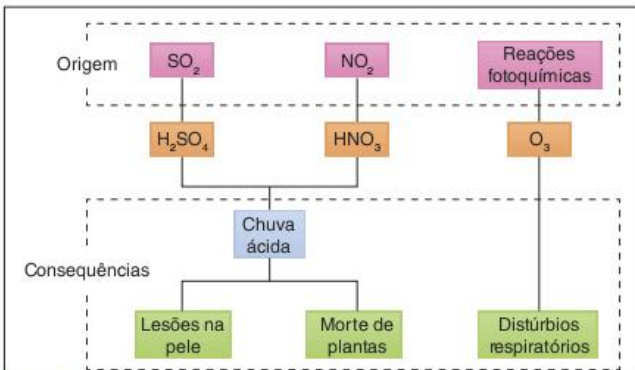 Origem
SO₂
NO₂
Reações
fotoquímicas
H₂SO₄
HNO₃
O₃
Chuva
ácida
Consequências
Lesões na
pele
Morte de
plantas
Distúrbios
respiratórios